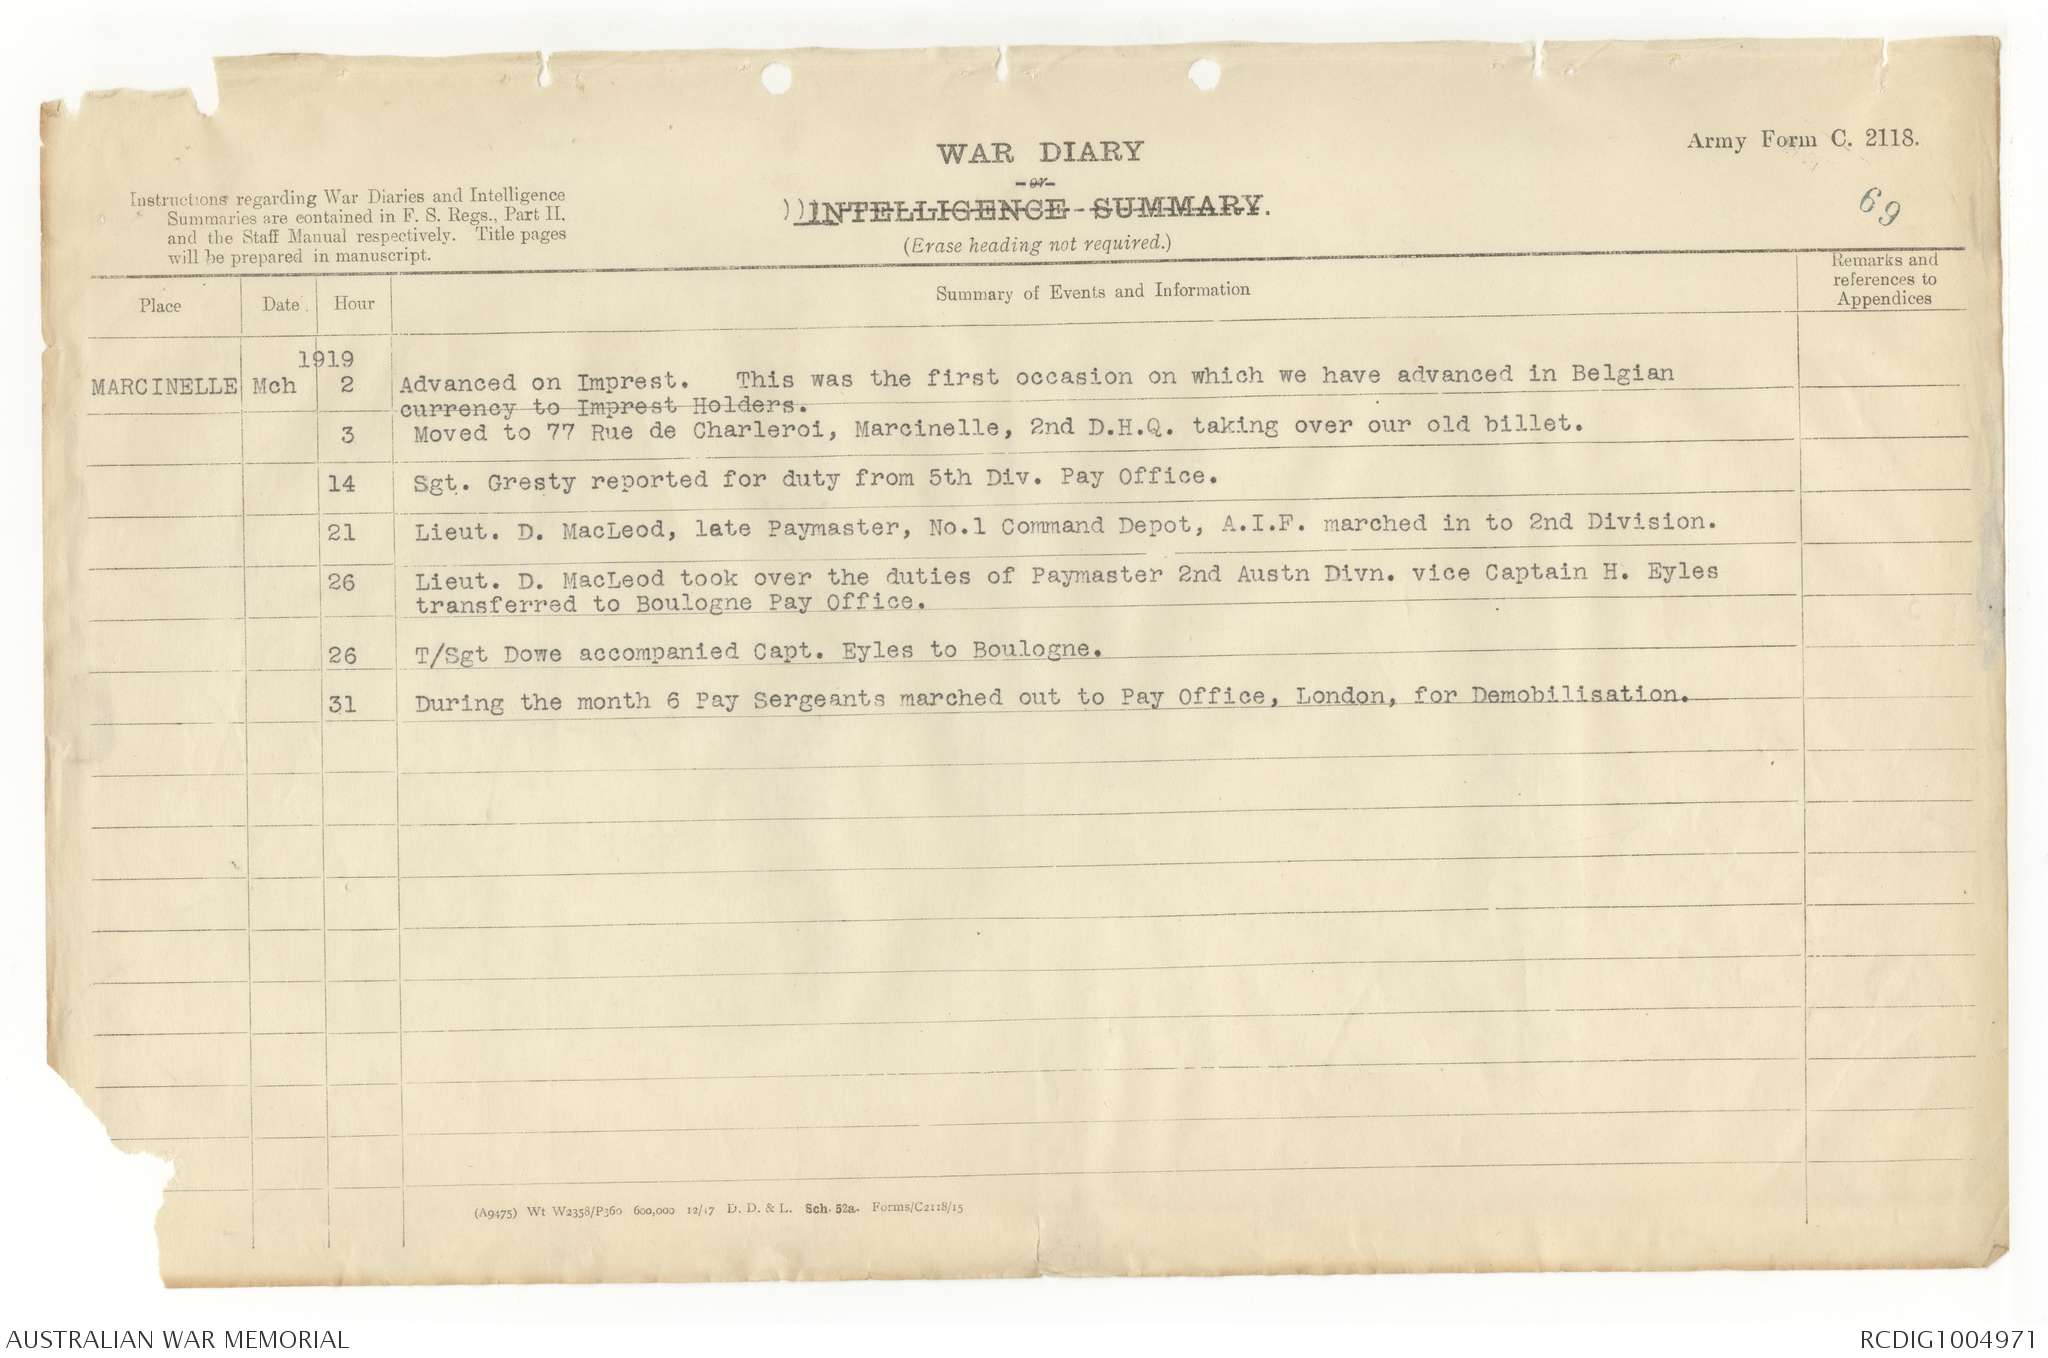 Army Form C. 2118.
WAR DIARY
or
))INTELLIGENCE SUMMARY.
(Erase heading not required.)
69
Instructions regarding War Diaries and Intelligence
Summaries are contained in F. S. Regs., Part II.
and the Staff Manual respectively. Title pages
will be prepared in manuscript.
Place Date Hour Summary of Events and Information Remarks and references to Appendices
1919
MARCINELLE Mch 2 Advanced on Imprest. This was the first occasion on which we have advanced in Belgian
currency to Imprest Holders.
3 Moved to 77 Rue de Charleroi, Marcinelle, 2nd D.H.Q. taking over our old billet.
14 Sgt. Gresty reported for duty from 5th Div. Pay Office.
21 Lieut. D. MacLeod, late Paymaster, No.1 Command Depot, A.I.F. marched in to 2nd Division.
26 Lieut. D. MacLeod took over the duties of Paymaster 2nd Austn Divn. vice Captain H. Eyles
transferred to Boulogne Pay Office.
26 T/Sgt Dowe accompanied Capt. Eyles to Boulogne.
31 During the month 6 Pay Sergeants marched out to Pay Office, London, for Demobilisation.
(A9475) Wt W2358/P360 600,000 12/17 D. D. & L. Sch. 52a. Forms/C2118/15
AUSTRALIAN WAR MEMORIAL
RCDIG1004971